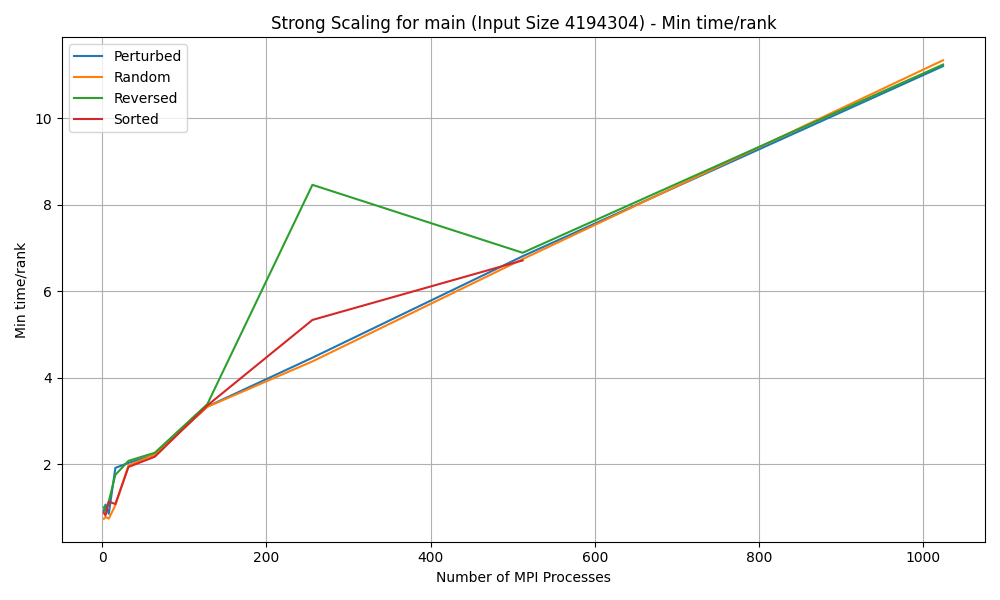 Strong Scaling for main (Input Size 4194304) - Min time/rank
Perturbed
Random
Reversed
Sorted
Min time/rank
10
8
6
4
2
0
200
400
600
800
1000
Number of MPI Processes